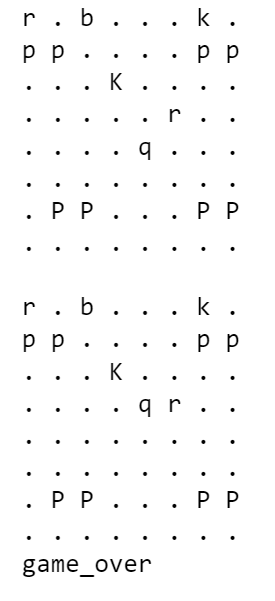 r . b . . . k .
p p . . . . p p
. . . K . . . .
. . . . . r . .
. . . . q . . .
. . . . . . . .
. P P . . . P P
. . . . . . . .

r . b . . . k .
p p . . . . p p
. . . K . . . .
. . . . q r . .
. . . . . . . .
. . . . . . . .
. P P . . . P P
. . . . . . . .
game_over